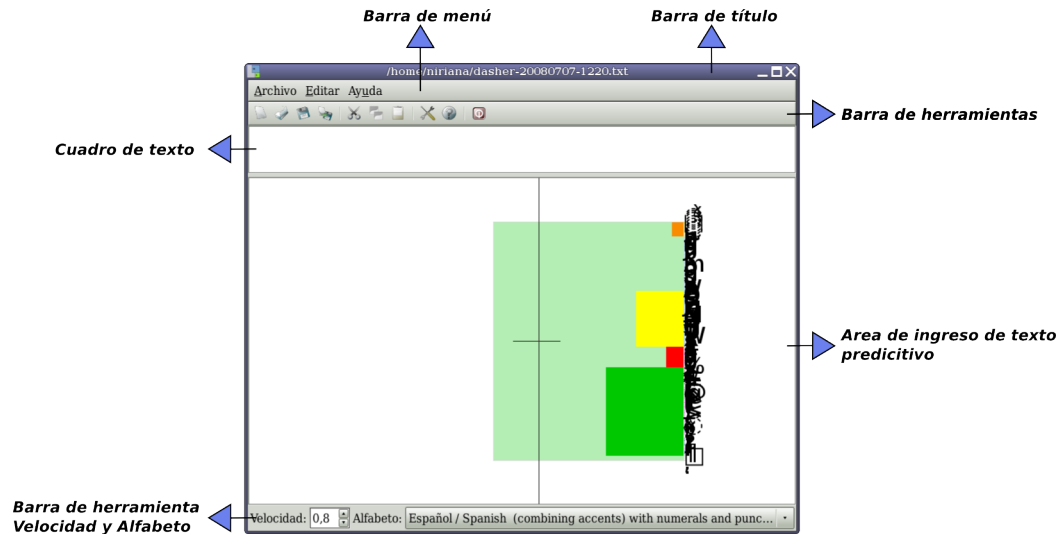 Barra de menú
Barra de título
/home/niriana/dasher-20080707-1220.txt
Archivo Editar Ayuda
Barra de herramientas
Cuadro de texto
Area de ingreso de texto
predicitivo
Barra de herramienta
Velocidad y Alfabeto
Velocidad: 0,8 Alfabeto: Español / Spanish (combining accents) with numerals and punc...